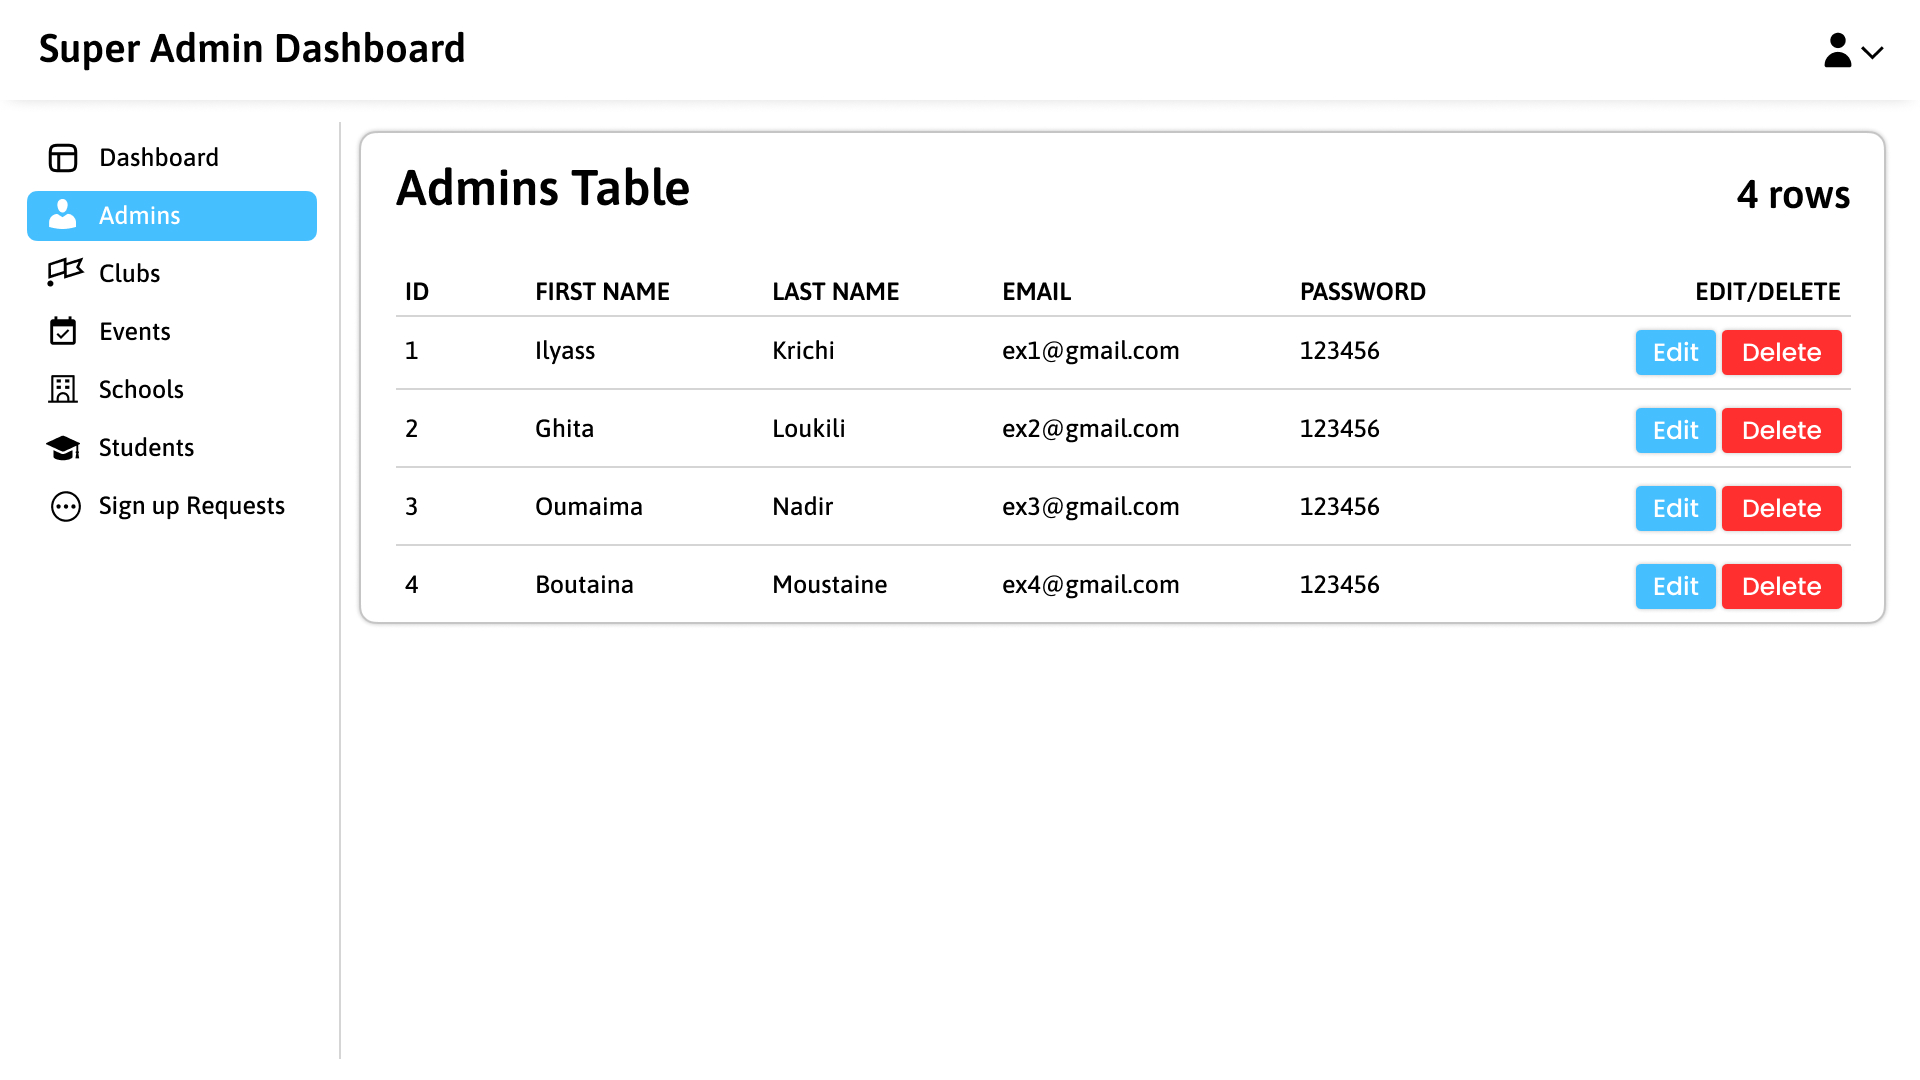 Super Admin Dashboard
Dashboard
Admins
Clubs
Events
Schools
Students
Sign up Requests
Admins Table
4 rows
ID FIRST NAME LAST NAME EMAIL PASSWORD EDIT/DELETE
1 Ilyass Krichi ex1@gmail.com 123456 Edit Delete
2 Ghita Loukili ex2@gmail.com 123456 Edit Delete
3 Oumaima Nadir ex3@gmail.com 123456 Edit Delete
4 Boutaina Moustaine ex4@gmail.com 123456 Edit Delete